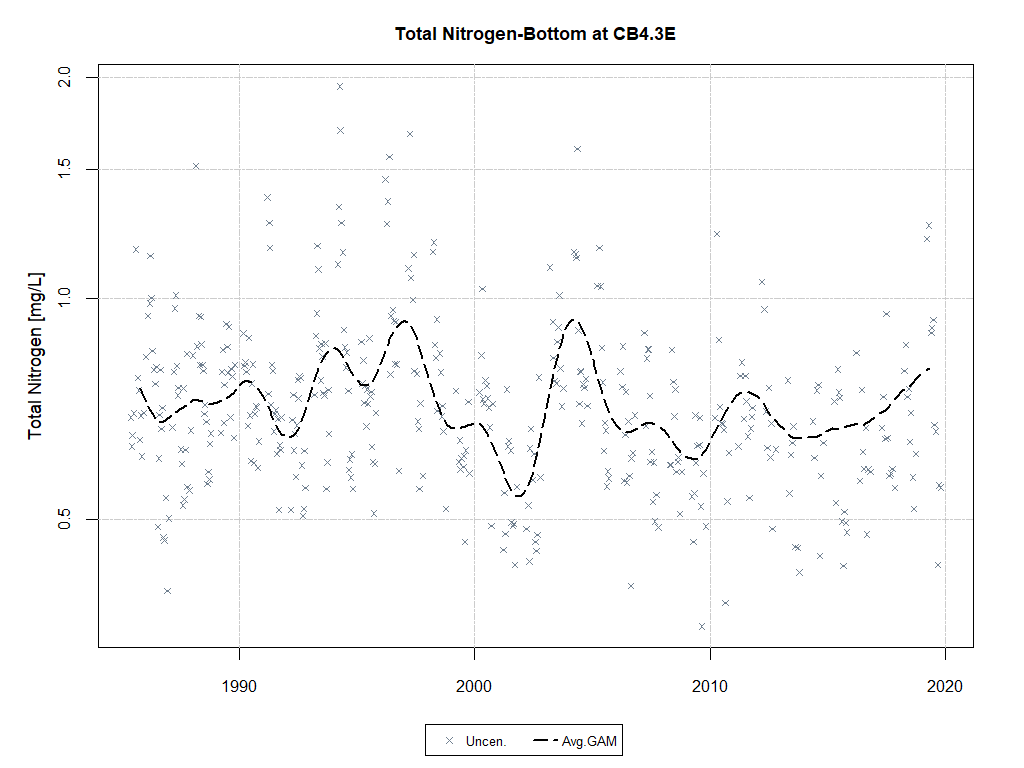 Total Nitrogen-Bottom at CB4.3E
Total Nitrogen [mg/L]
2.0
1.5
1.0
0.5
1990 2000 2010 2020
Uncen. Avg.GAM